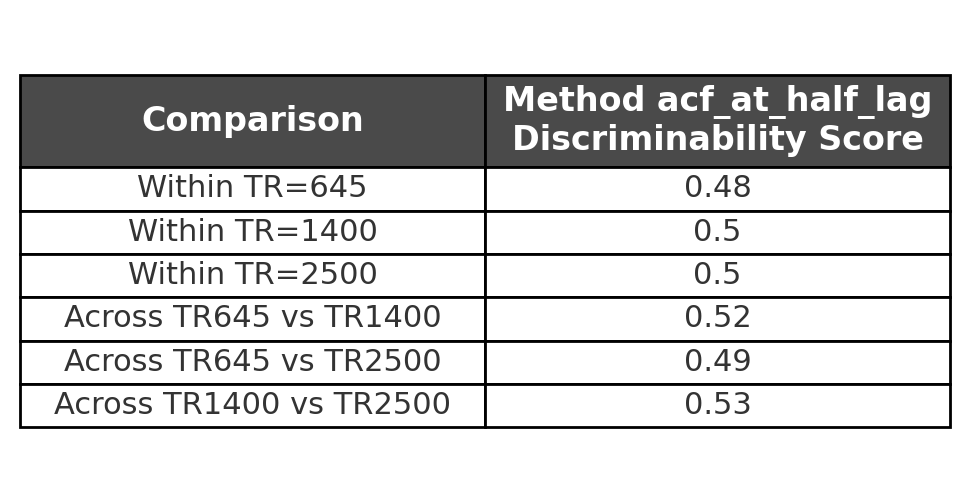 Comparison
Method acf_at_half_lag
Discriminability Score
Within TR=645 0.48
Within TR=1400 0.5
Within TR=2500 0.5
Across TR645 vs TR1400 0.52
Across TR645 vs TR2500 0.49
Across TR1400 vs TR2500 0.53